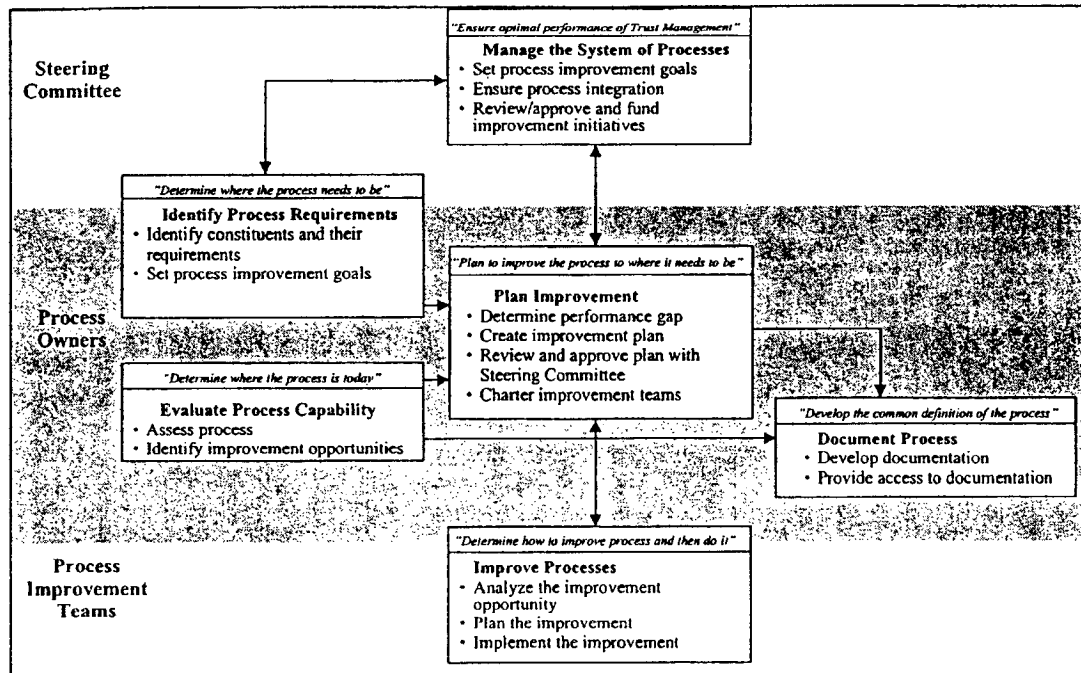 Steering
Committee
"Ensure optimal performance of Trust Management"
Manage the System of Processes
• Set process improvement goals
• Ensure process integration
• Review/approve and fund
improvement initiatives
"Determine where the process needs to be"
Identify Process Requirements
• Identify constituents and their
requirements
• Set process improvement goals
Process
Owners
"Plan to improve the process to where it needs to be"
Plan Improvement
• Determine performance gap
• Create improvement plan
• Review and approve plan with
Steering Committee
• Charter improvement teams
"Determine where the process is today"
Evaluate Process Capability
• Assess process
• Identify improvement opportunities
"Develop the common definition of the process"
Document Process
• Develop documentation
• Provide access to documentation
Process
Improvement
Teams
"Determine how to improve process and then do it"
Improve Processes
• Analyze the improvement
opportunity
• Plan the improvement
• Implement the improvement